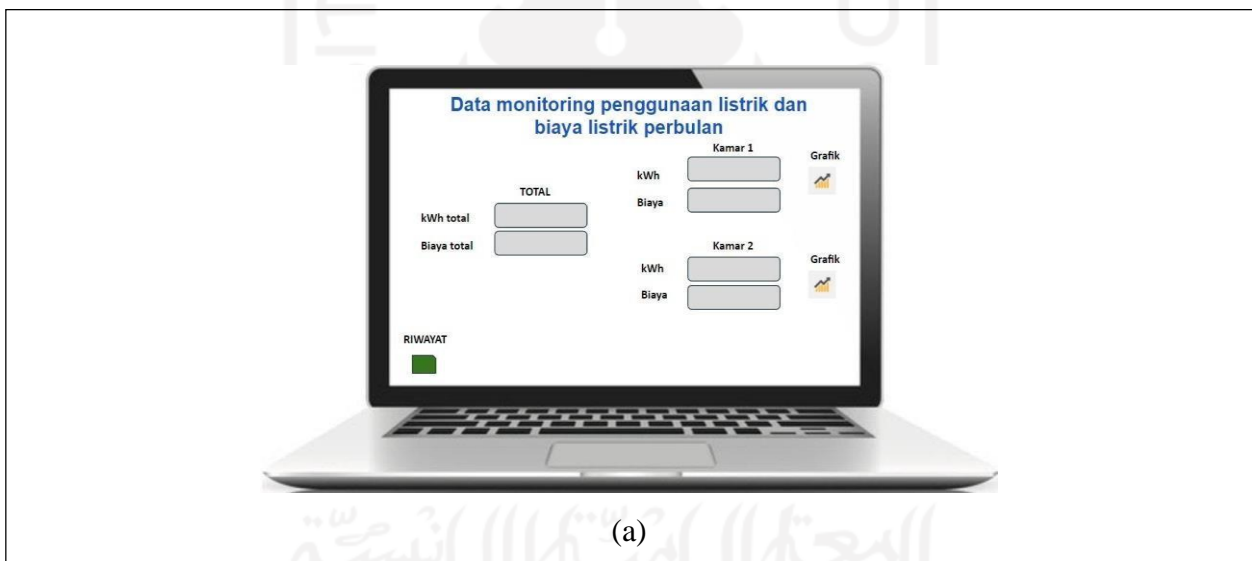 Data monitoring penggunaan listrik dan
biaya listrik perbulan
TOTAL
kWh total
Biaya total
Kamar 1
kWh
Biaya
Grafik
Kamar 2
kWh
Biaya
Grafik
RIWAYAT
(a)